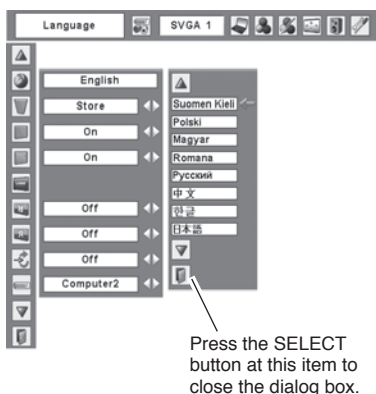 Language
SVGA 1
English
Store
On
On
Off
Off
Off
Computer2
Suomen Kieli
Polski
Magyar
Romana
Русский
中文
한글
日本語
Press the SELECT
button at this item to
close the dialog box.